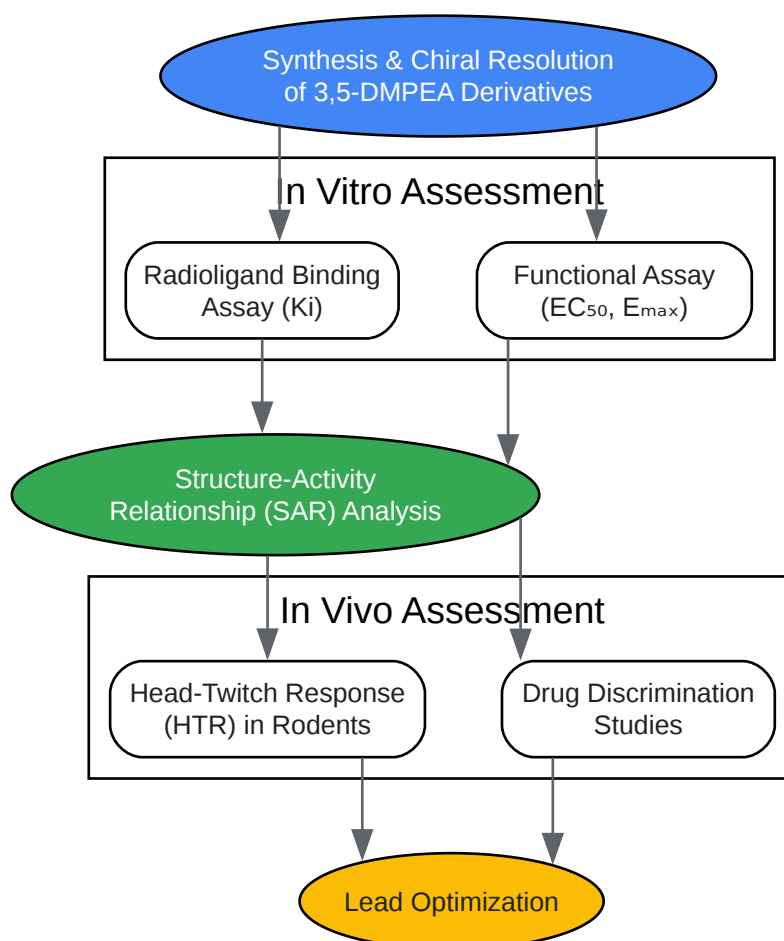 Synthesis & Chiral Resolution
of 3,5-DMPEA Derivatives
In Vitro Assessment
Radioligand Binding
Assay (Ki)
Functional Assay
(EC₅₀, Eₘₐₓ)
Structure-Activity
Relationship (SAR) Analysis
In Vivo Assessment
Head-Twitch Response
(HTR) in Rodents
Drug Discrimination
Studies
Lead Optimization